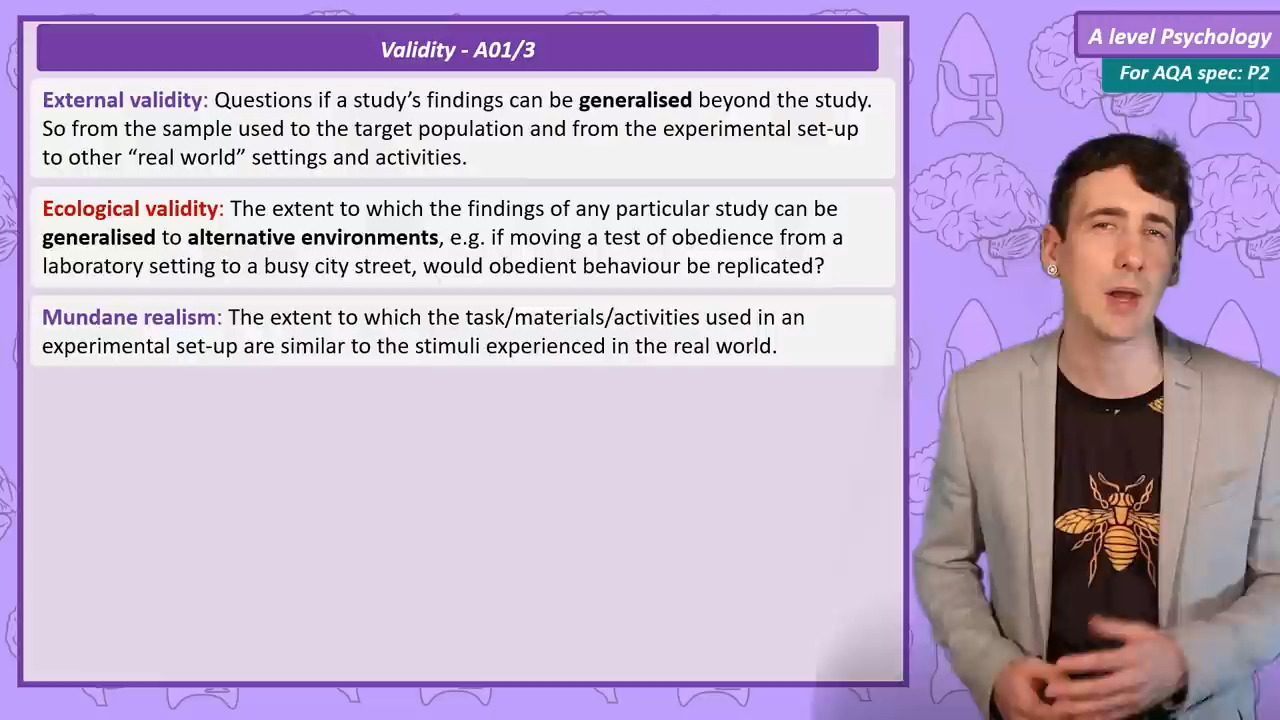 Validity - A01/3
A level Psychology
For AQA spec: P2
External validity: Questions if a study’s findings can be generalised beyond the study.
So from the sample used to the target population and from the experimental set-up
to other “real world” settings and activities.
Ecological validity: The extent to which the findings of any particular study can be
generalised to alternative environments, e.g. if moving a test of obedience from a
laboratory setting to a busy city street, would obedient behaviour be replicated?
Mundane realism: The extent to which the task/materials/activities used in an
experimental set-up are similar to the stimuli experienced in the real world.